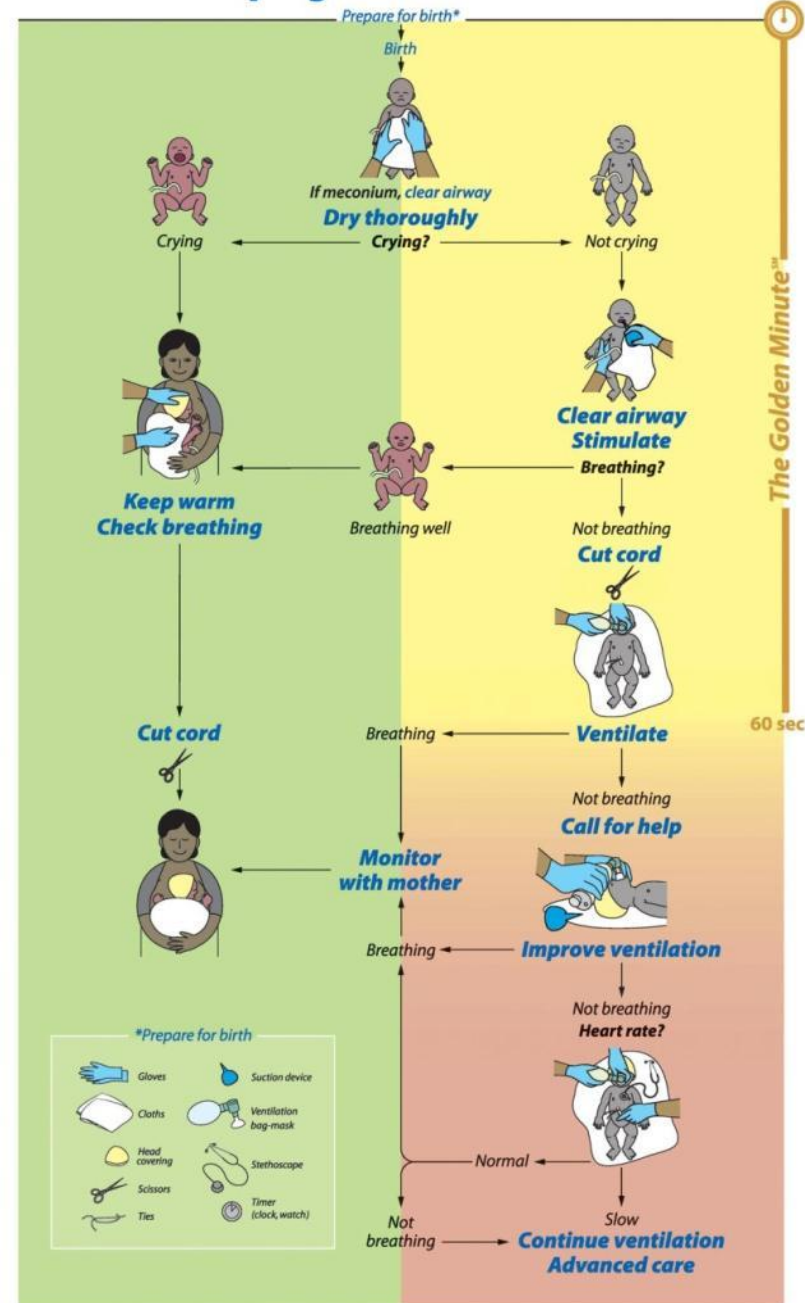 Prepare for birth*
Birth
If meconium, clear airway
Dry thoroughly
Crying
Crying?
Not crying
Clear airway
Stimulate
Breathing?
Breathing well
Keep warm
Check breathing
Not breathing
Cut cord
The Golden Minute℠
60 sec
Cut cord
Breathing
Ventilate
Not breathing
Call for help
Monitor
with mother
Breathing
Improve ventilation
Not breathing
Heart rate?
Normal
Slow
Not
breathing
Continue ventilation
Advanced care
*Prepare for birth
Gloves
Suction device
Cloths
Ventilation
bag-mask
Head
covering
Stethoscope
Scissors
Ties
Timer
(clock, watch)